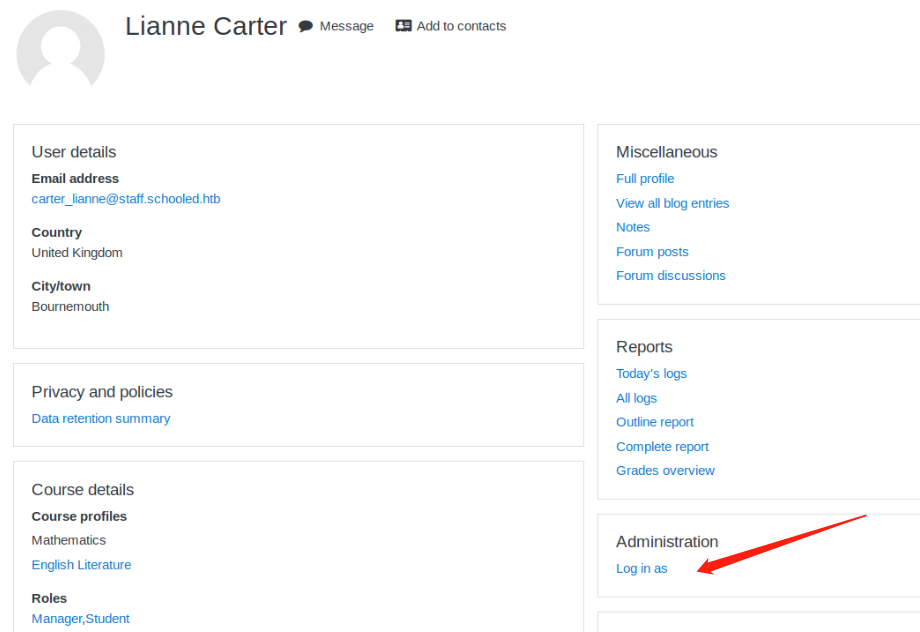 Lianne Carter Message Add to contacts
User details
Email address
carter_lianne@staff.schooled.htb
Country
United Kingdom
City/town
Bournemouth
Privacy and policies
Data retention summary
Course details
Course profiles
Mathematics
English Literature
Roles
Manager,Student
Miscellaneous
Full profile
View all blog entries
Notes
Forum posts
Forum discussions
Reports
Today's logs
All logs
Outline report
Complete report
Grades overview
Administration
Log in as